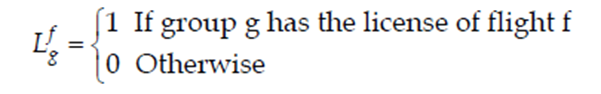 L_g^f = { 1 If group g has the license of flight f
0 Otherwise